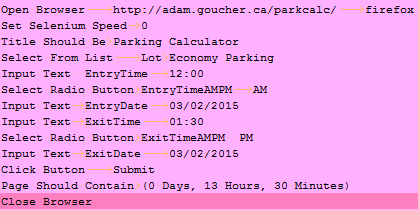 Open Browser http://adam.goucher.ca/parkcalc/ firefox
Set Selenium Speed 0
Title Should Be Parking Calculator
Select From List Lot Economy Parking
Input Text EntryTime 12:00
Select Radio Button EntryTimeAMPM AM
Input Text EntryDate 03/02/2015
Input Text ExitTime 01:30
Select Radio Button ExitTimeAMPM PM
Input Text ExitDate 03/02/2015
Click Button Submit
Page Should Contain (0 Days, 13 Hours, 30 Minutes)
Close Browser